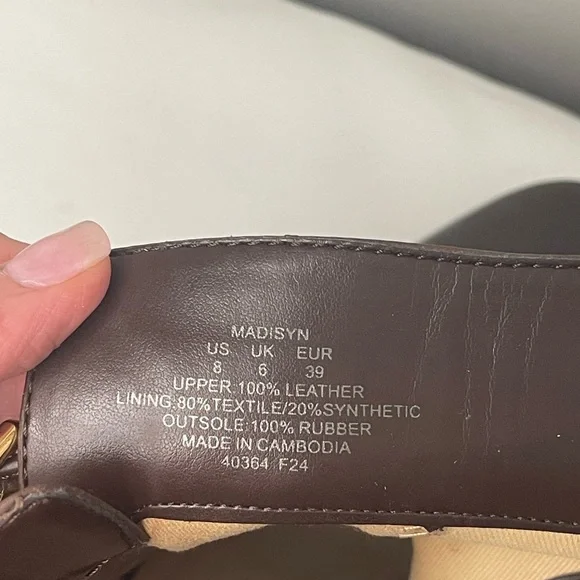 MADISYN
US UK EUR
8 6 39
UPPER:100% LEATHER
LINING:80%TEXTILE/20%SYNTHETIC
OUTSOLE:100% RUBBER
MADE IN CAMBODIA
40364 F24